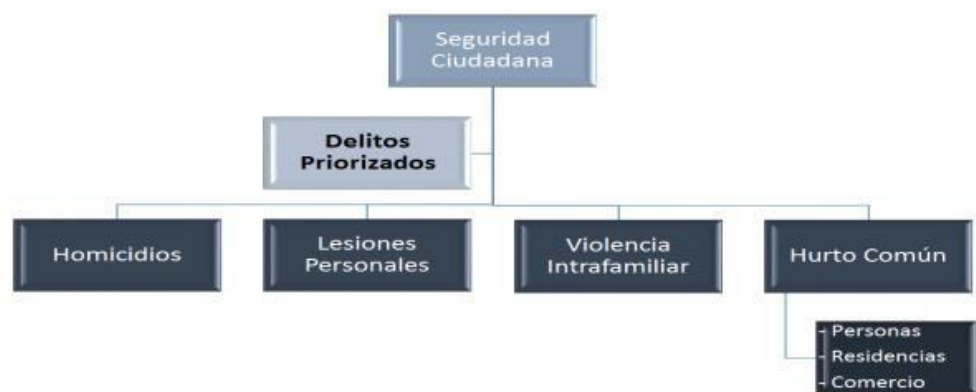 Seguridad
Ciudadana
Delitos
Priorizados
Homicidios
Lesiones
Personales
Violencia
Intrafamiliar
Hurto Común
- Personas
- Residencias
- Comercio